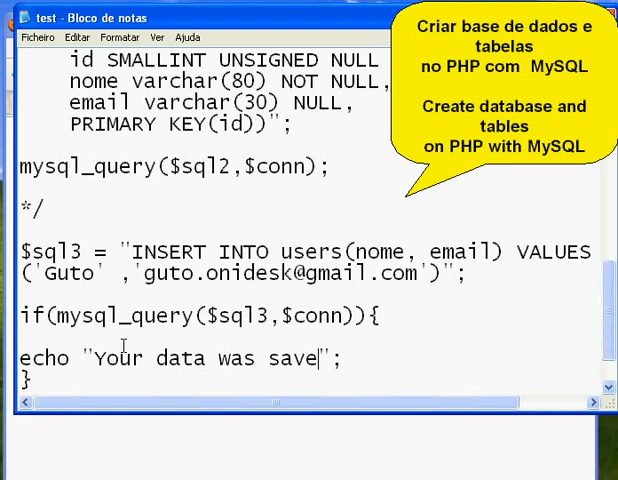 test - Bloco de notas
Ficheiro Editar Formatar Ver Ajuda
id SMALLINT UNSIGNED NULL
nome varchar(80) NOT NULL,
email varchar(30) NULL,
PRIMARY KEY(id))";
mysql_query($sql2,$conn);
*/
$sql3 = "INSERT INTO users(nome, email) VALUES
('Guto' ,'guto.onidesk@gmail.com')";
if(mysql_query($sql3,$conn)){
echo "Your data was save";
}
Criar base de dados e
tabelas
no PHP com MySQL
Create database and
tables
on PHP with MySQL